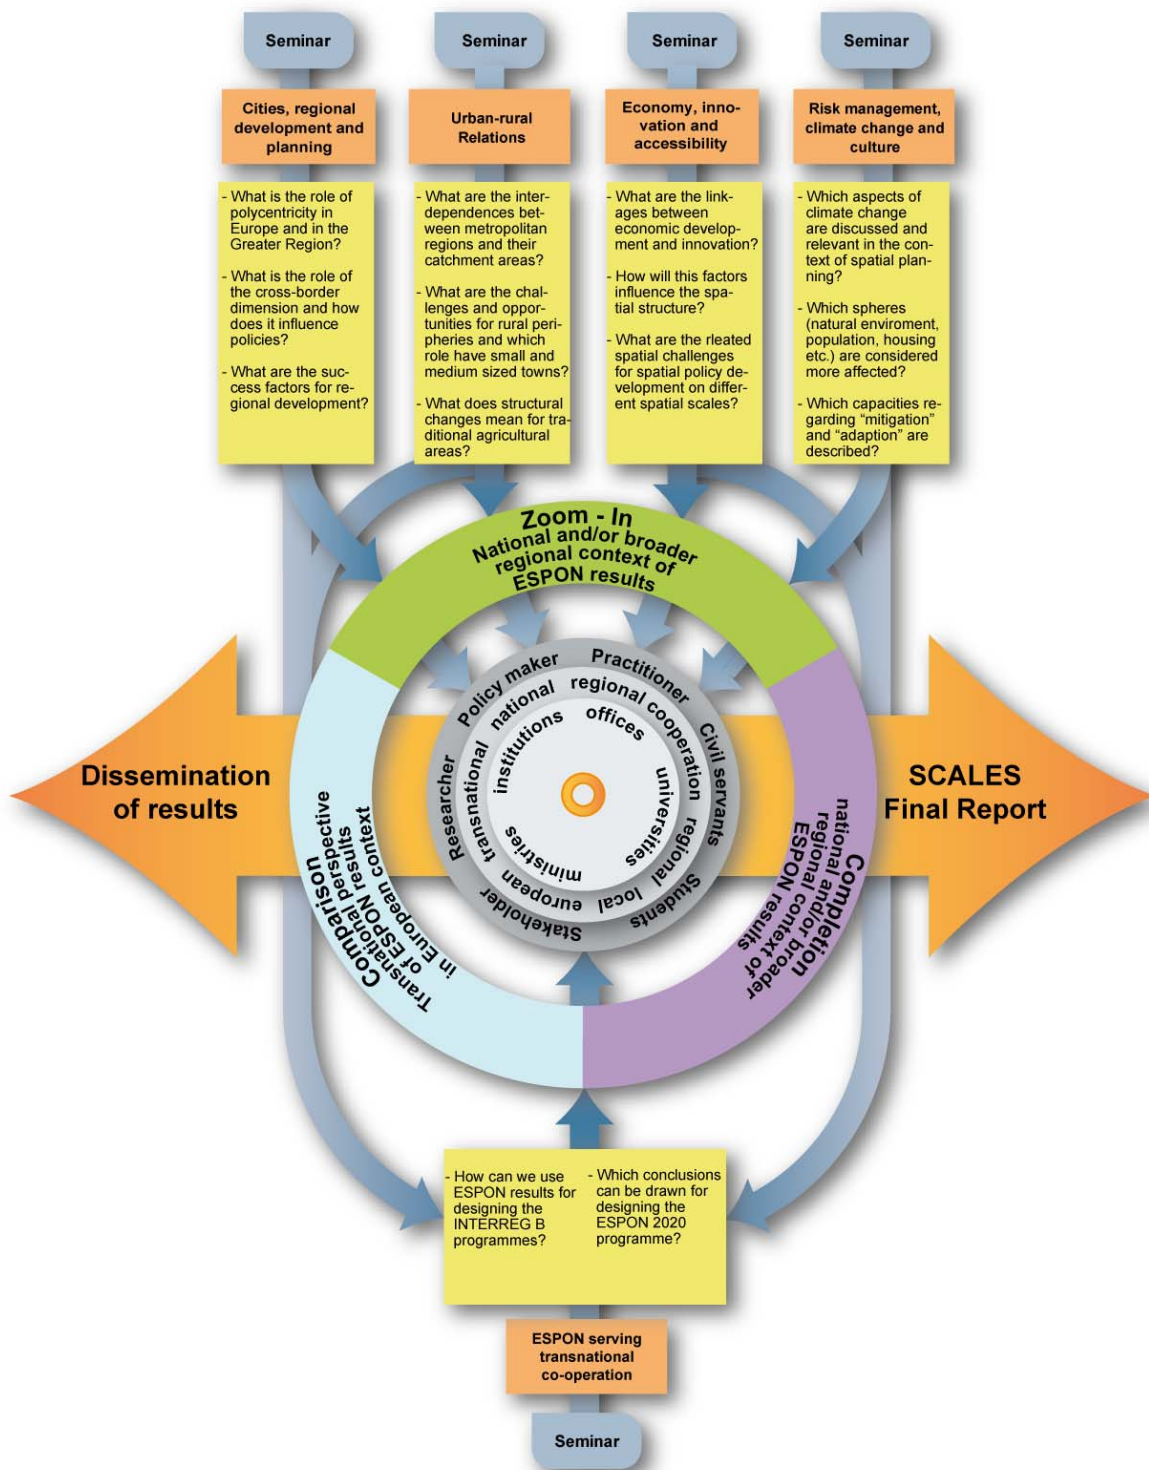 Seminar
Seminar
Seminar
Seminar
Cities, regional
development and
planning
Urban-rural
Relations
Economy, inno-
vation and
accessibility
Risk management,
climate change and
culture
- What is the role of
polycentricity in
Europe and in the
Greater Region?
- What is the role of
the cross-border
dimension and how
does it influence
policies?
- What are the suc-
cess factors for re-
gional development?
- What are the inter-
dependences bet-
ween metropolitan
regions and their
catchment areas?
- What are the chal-
lenges and oppor-
tunities for rural peri-
pheries and which
role have small and
medium sized towns?
- What does structural
changes mean for tra-
ditional agricultural
areas?
- What are the link-
ages between
economic develop-
ment and innovation?
- How will this factors
influence the spa-
tial structure?
- What are the rleated
spatial challenges
for spatial policy de-
velopment on differ-
ent spatial scales?
- Which aspects of
climate change
are discussed and
relevant in the con-
text of spatial plan-
ning?
- Which spheres
(natural enviroment,
population, housing
etc.) are considered
more affected?
- Which capacities re-
garding “mitigation”
and “adaption” are
described?
Zoom - In
National and/or broader
regional context of
ESPON results
Policy maker
Practitioner
Civil servants
Students
Stakeholder
Researcher
national
regional cooperation
regional
local
european
transnational
institutions
offices
universities
ministries
Dissemination
of results
SCALES
Final Report
Comparison
Transnational perspective
of ESPON results
in European context
Completion
national and/or broader
regional context of
ESPON results
- How can we use
ESPON results for
designing the
INTERREG B
programmes?
- Which conclusions
can be drawn for
designing the
ESPON 2020
programme?
ESPON serving
transnational
co-operation
Seminar